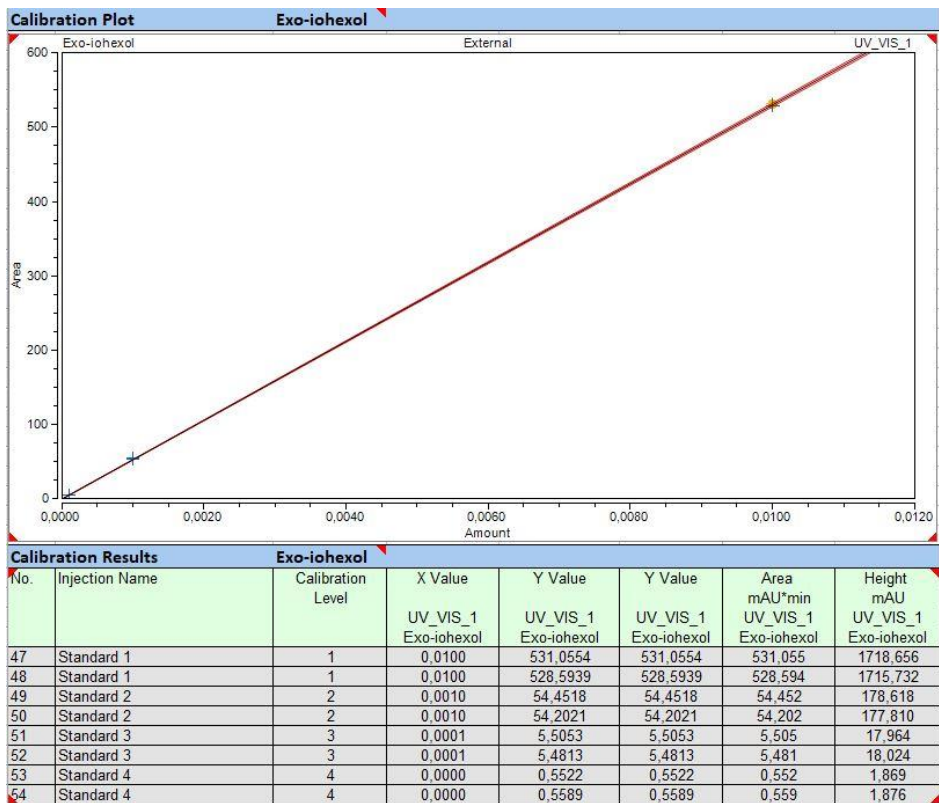 Calibration Plot Exo-iohexol
Exo-iohexol External UV_VIS_1
600
500
400
300
200
100
0
Area
0,0000 0,0020 0,0040 0,0060 0,0080 0,0100 0,0120
Amount
Calibration Results Exo-iohexol
No. Injection Name Calibration X Value Y Value Y Value Area Height
Level mAU*min mAU
UV_VIS_1 UV_VIS_1 UV_VIS_1 UV_VIS_1 UV_VIS_1
Exo-iohexol Exo-iohexol Exo-iohexol Exo-iohexol Exo-iohexol
47 Standard 1 1 0,0100 531,0554 531,0554 531,055 1718,656
48 Standard 1 1 0,0100 528,5939 528,5939 528,594 1715,732
49 Standard 2 2 0,0010 54,4518 54,4518 54,452 178,618
50 Standard 2 2 0,0010 54,2021 54,2021 54,202 177,810
51 Standard 3 3 0,0001 5,5053 5,5053 5,505 17,964
52 Standard 3 3 0,0001 5,4813 5,4813 5,481 18,024
53 Standard 4 4 0,0000 0,5522 0,5522 0,552 1,869
54 Standard 4 4 0,0000 0,5589 0,5589 0,559 1,876